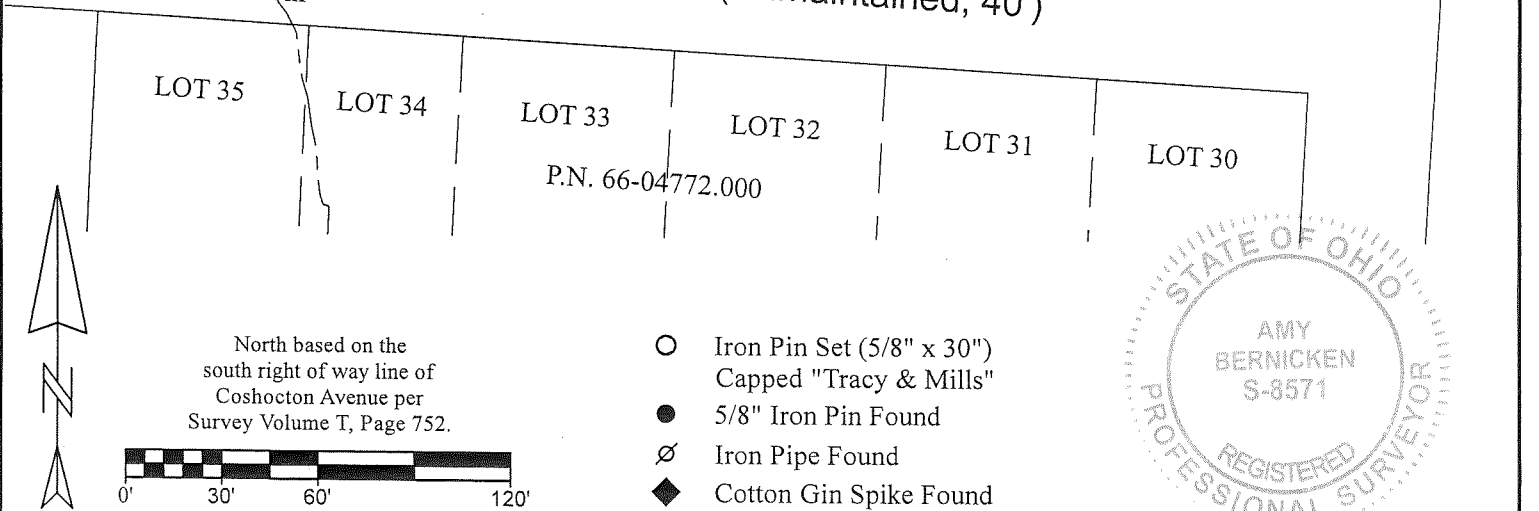 LOT 35
LOT 34
LOT 33
LOT 32
LOT 31
LOT 30
P.N. 66-04772.000
N
North based on the
south right of way line of
Coshocton Avenue per
Survey Volume T, Page 752.
0' 30' 60' 120'
Iron Pin Set (5/8" x 30")
Capped "Tracy & Mills"
5/8" Iron Pin Found
Iron Pipe Found
Cotton Gin Spike Found
STATE OF OHIO
AMY
BERNICKEN
S-8571
REGISTERED
PROFESSIONAL SURVEYOR